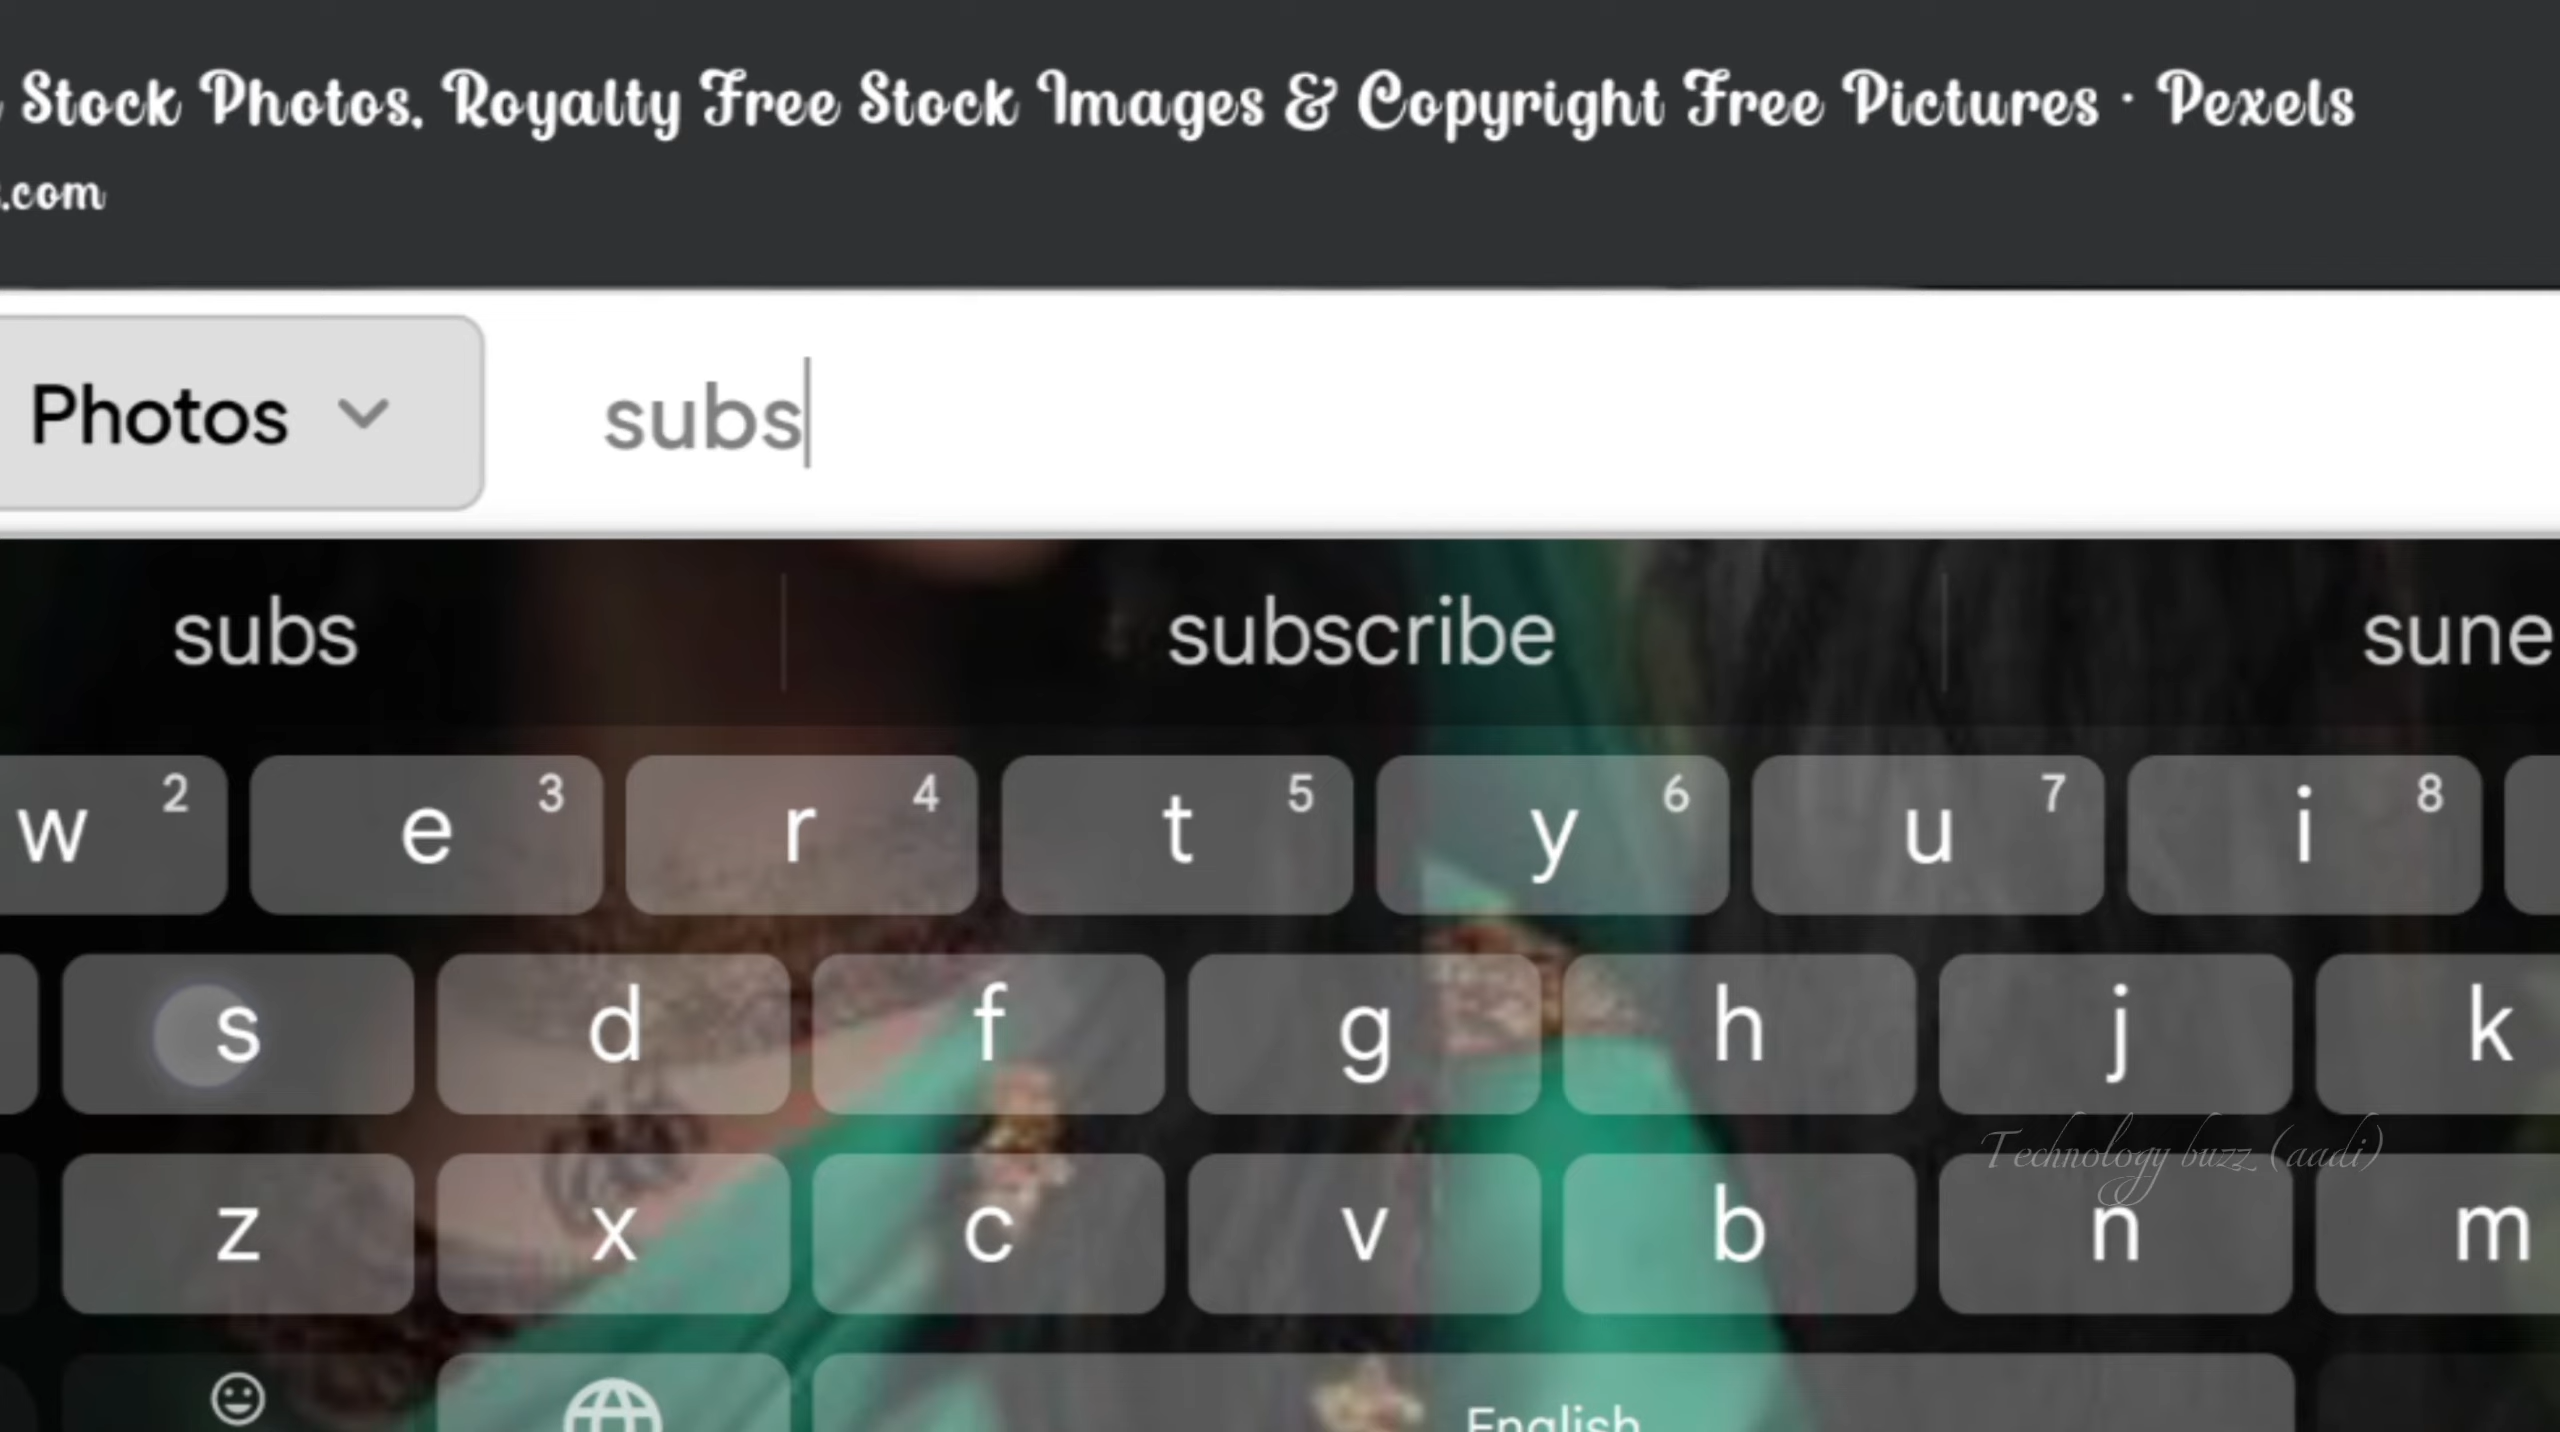 Stock Photos, Royalty Free Stock Images & Copyright Free Pictures · Pexels
.com
Photos subs
subs subscribe sune
w 2 e 3 r 4 t 5 y 6 u 7 i 8
s d f g h j k
Technology buzz (aadi)
z x c v b n m
English